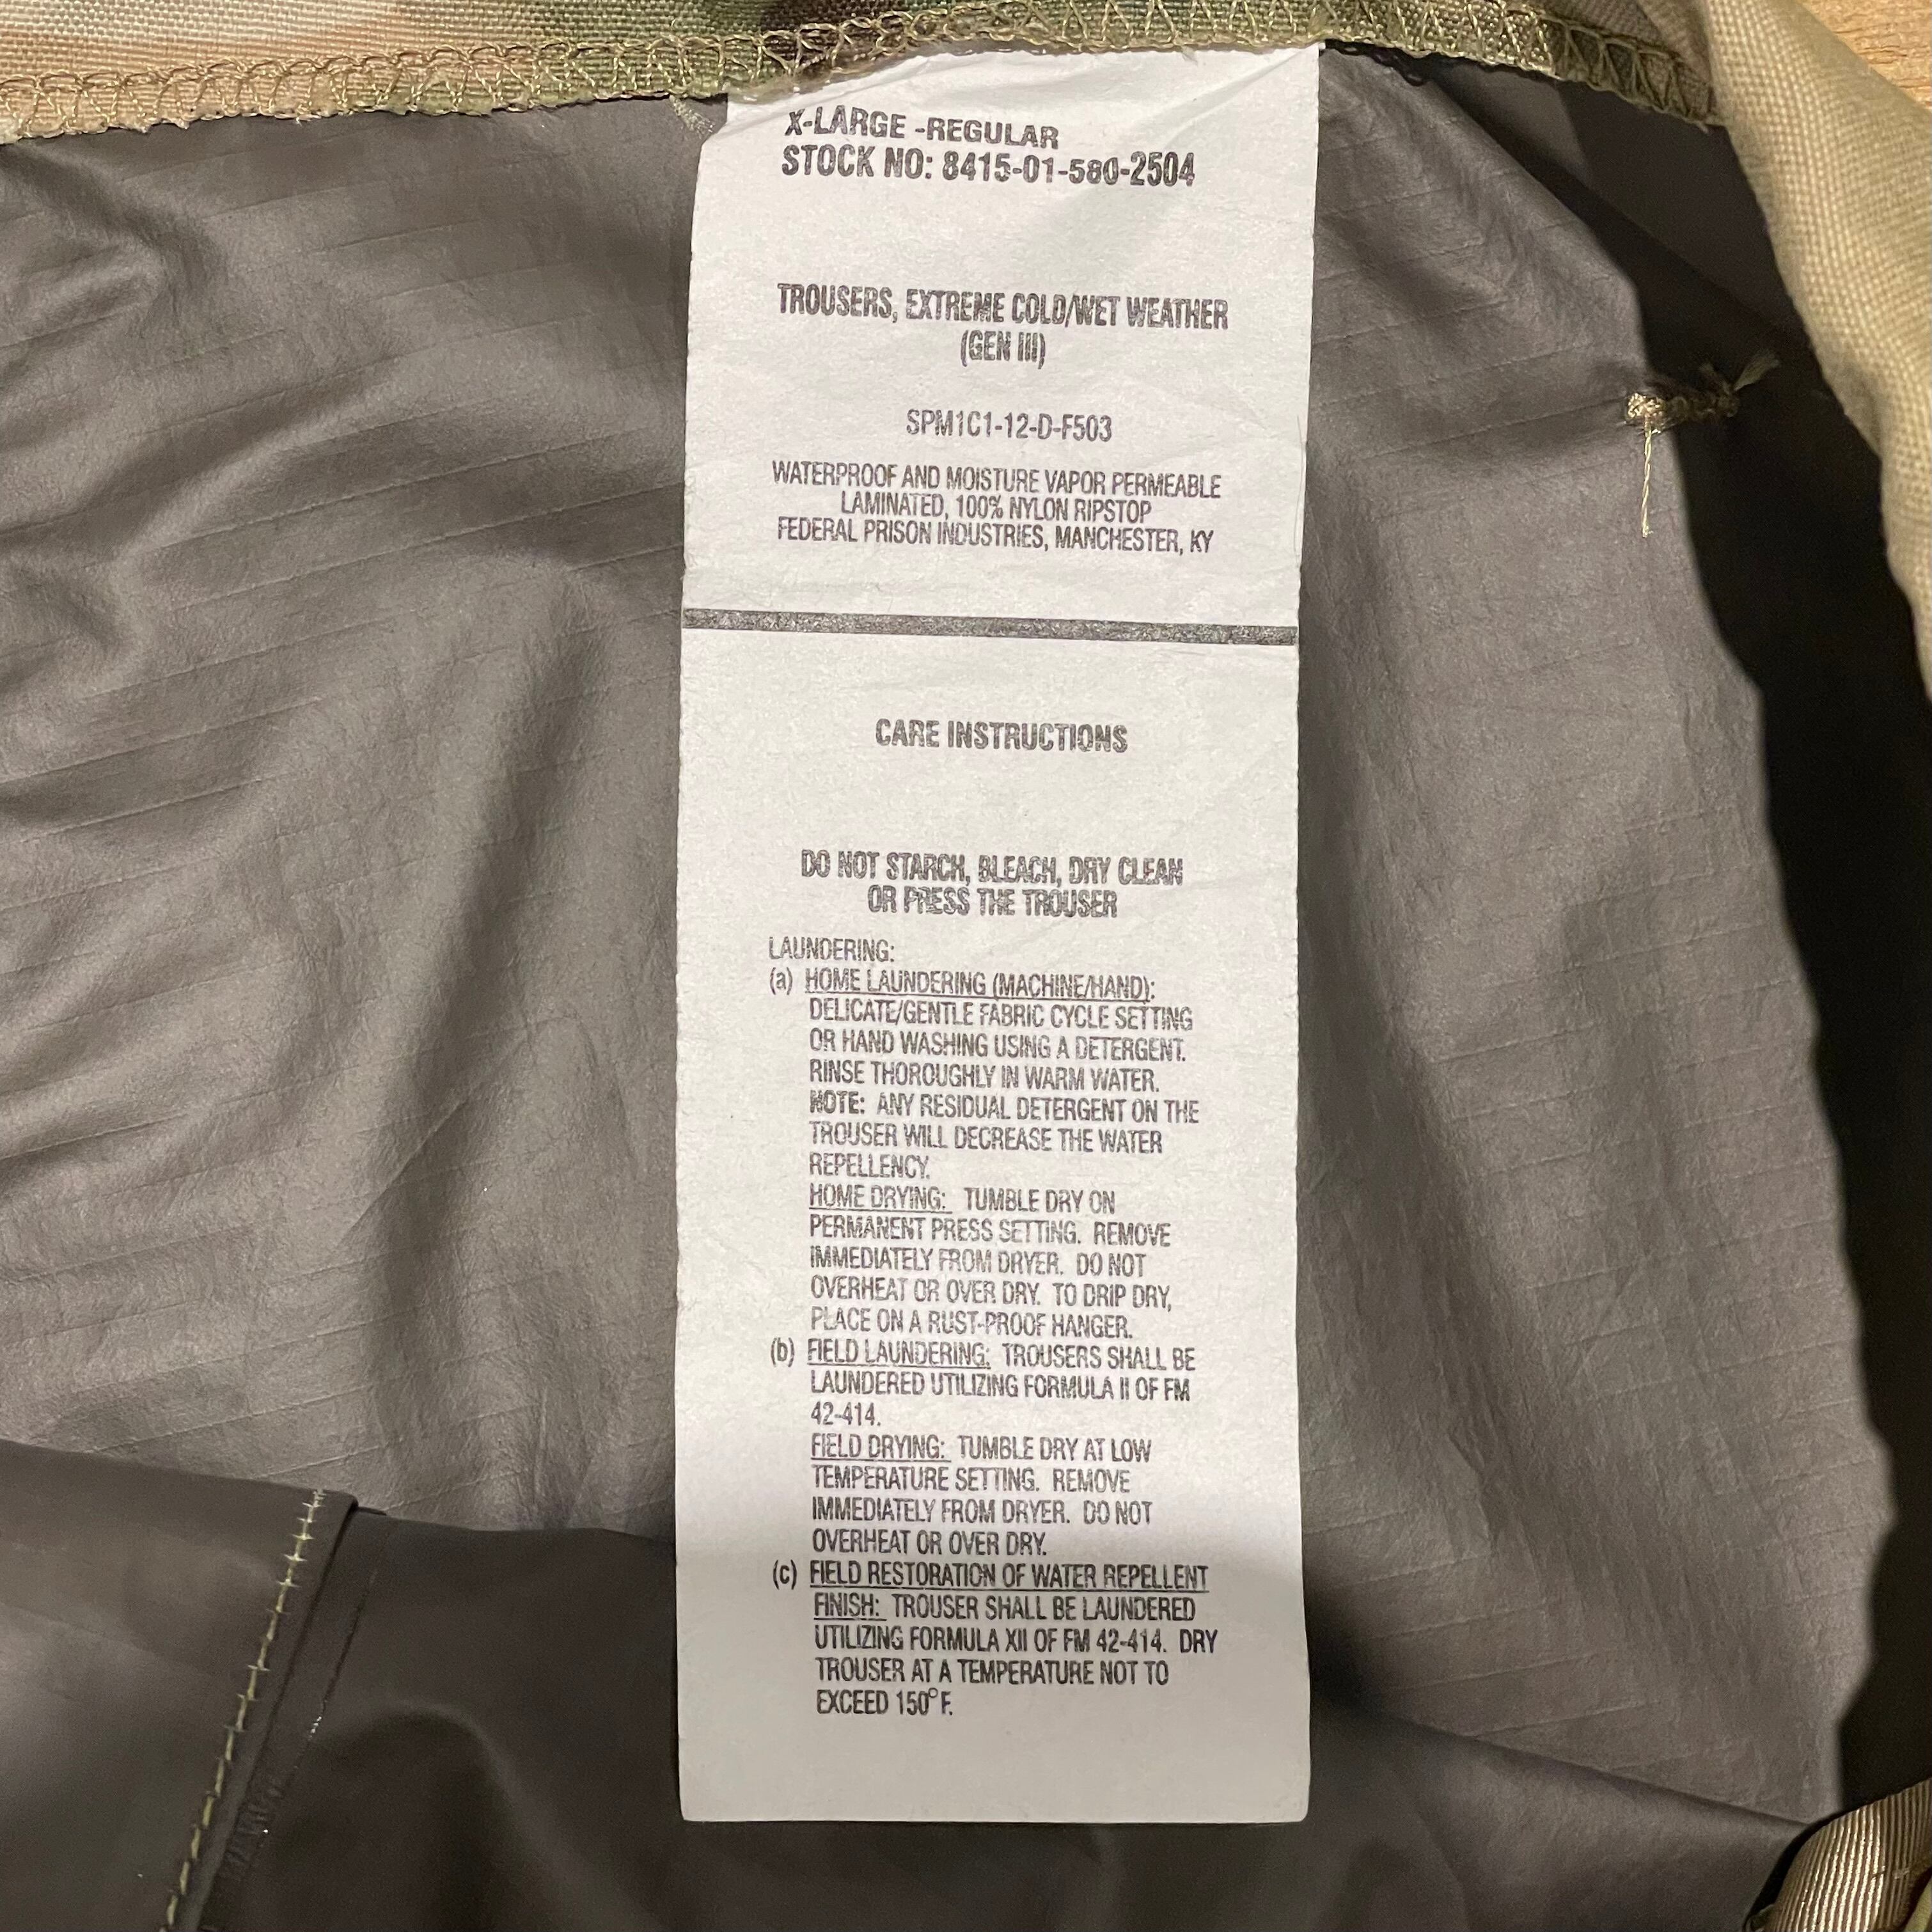 X-LARGE -REGULAR
STOCK NO: 8415-01-580-2504
TROUSERS, EXTREME COLD/WET WEATHER
(GEN III)
SPM1C1-12-D-F503
WATERPROOF AND MOISTURE VAPOR PERMEABLE
LAMINATED, 100% NYLON RIPSTOP
FEDERAL PRISON INDUSTRIES, MANCHESTER, KY
CARE INSTRUCTIONS
DO NOT STARCH, BLEACH, DRY CLEAN
OR PRESS THE TROUSER
LAUNDERING:
(a) HOME LAUNDERING (MACHINE/HAND):
DELICATE/GENTLE FABRIC CYCLE SETTING
OR HAND WASHING USING A DETERGENT.
RINSE THOROUGHLY IN WARM WATER.
NOTE: ANY RESIDUAL DETERGENT ON THE
TROUSER WILL DECREASE THE WATER
REPELLENCY.
HOME DRYING: TUMBLE DRY ON
PERMANENT PRESS SETTING. REMOVE
IMMEDIATELY FROM DRYER. DO NOT
OVERHEAT OR OVER DRY. TO DRIP DRY,
PLACE ON A RUST-PROOF HANGER.
(b) FIELD LAUNDERING: TROUSERS SHALL BE
LAUNDERED UTILIZING FORMULA II OF FM
42-414.
FIELD DRYING: TUMBLE DRY AT LOW
TEMPERATURE SETTING. REMOVE
IMMEDIATELY FROM DRYER. DO NOT
OVERHEAT OR OVER DRY.
(c) FIELD RESTORATION OF WATER REPELLENT
FINISH: TROUSER SHALL BE LAUNDERED
UTILIZING FORMULA XII OF FM 42-414. DRY
TROUSER AT A TEMPERATURE NOT TO
EXCEED 150°F.